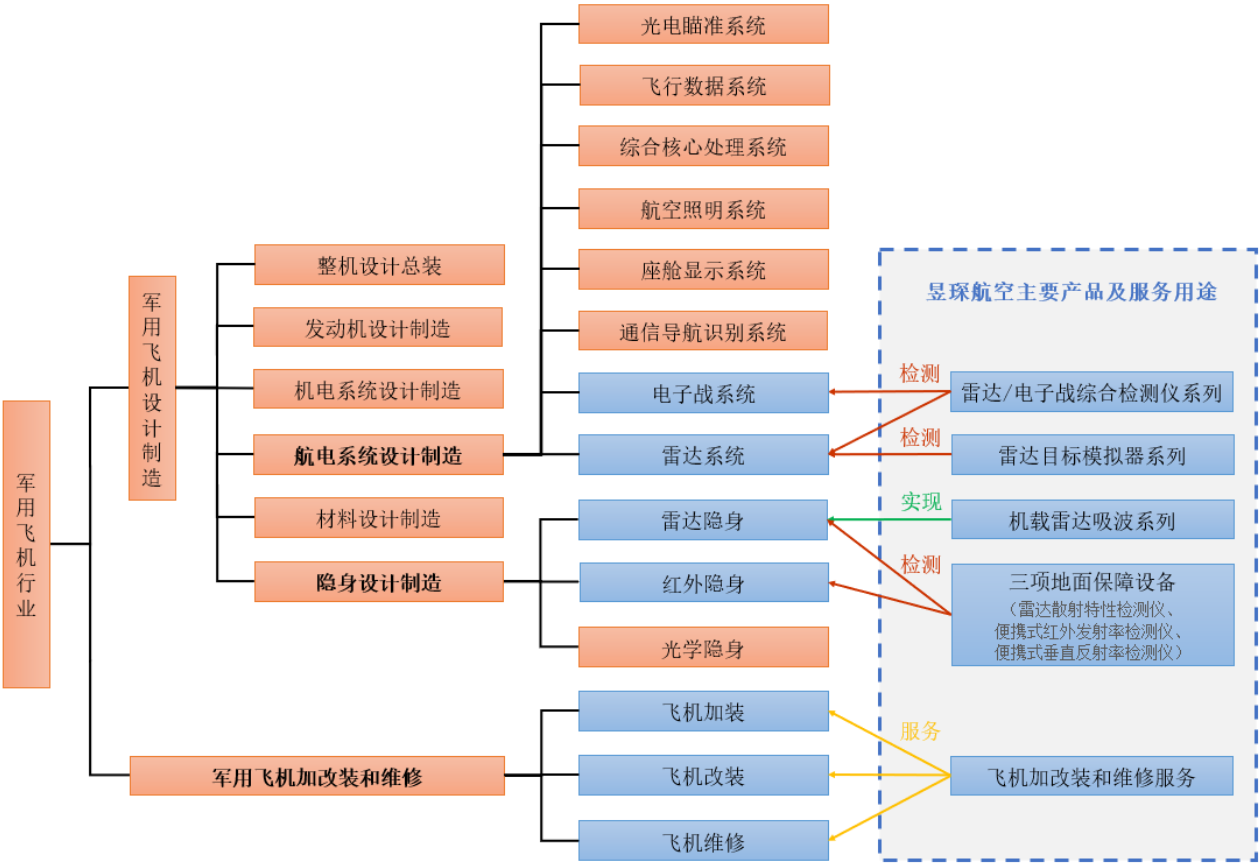 军用飞机行业
军用飞机设计制造
整机设计总装
发动机设计制造
机电系统设计制造
航电系统设计制造
材料设计制造
隐身设计制造
军用飞机加改装和维修
光电瞄准系统
飞行数据系统
综合核心处理系统
航空照明系统
座舱显示系统
通信导航识别系统
电子战系统
雷达系统
雷达隐身
红外隐身
光学隐身
飞机加装
飞机改装
飞机维修
昱琛航空主要产品及服务用途
检测
雷达/电子战综合检测仪系列
检测
雷达目标模拟器系列
实现
机载雷达吸波系列
检测
三项地面保障设备
（雷达散射特性检测仪、
便携式红外发射率检测仪、
便携式垂直反射率检测仪）
服务
飞机加改装和维修服务